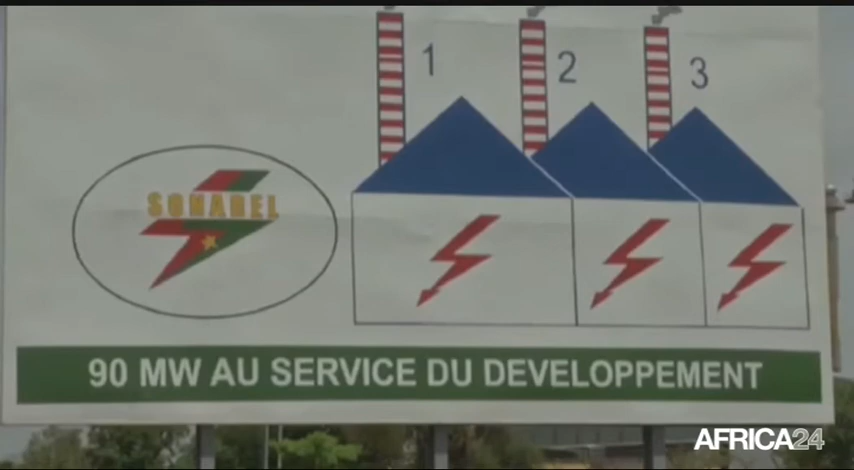 1
2
3
SONABEL
90 MW AU SERVICE DU DEVELOPPEMENT
AFRICA24